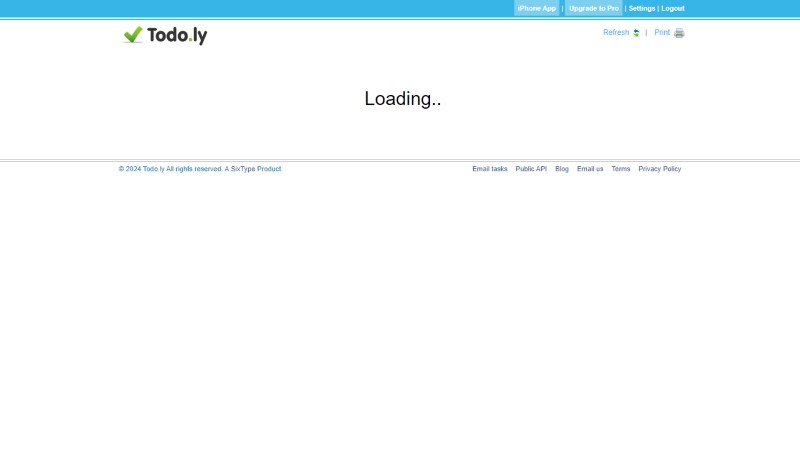 iPhone App | Upgrade to Pro | Settings | Logout
Todo.ly
Refresh | Print
Loading..
© 2024 Todo.ly All rights reserved. A SixType Product.
Email tasks Public API Blog Email us Terms Privacy Policy